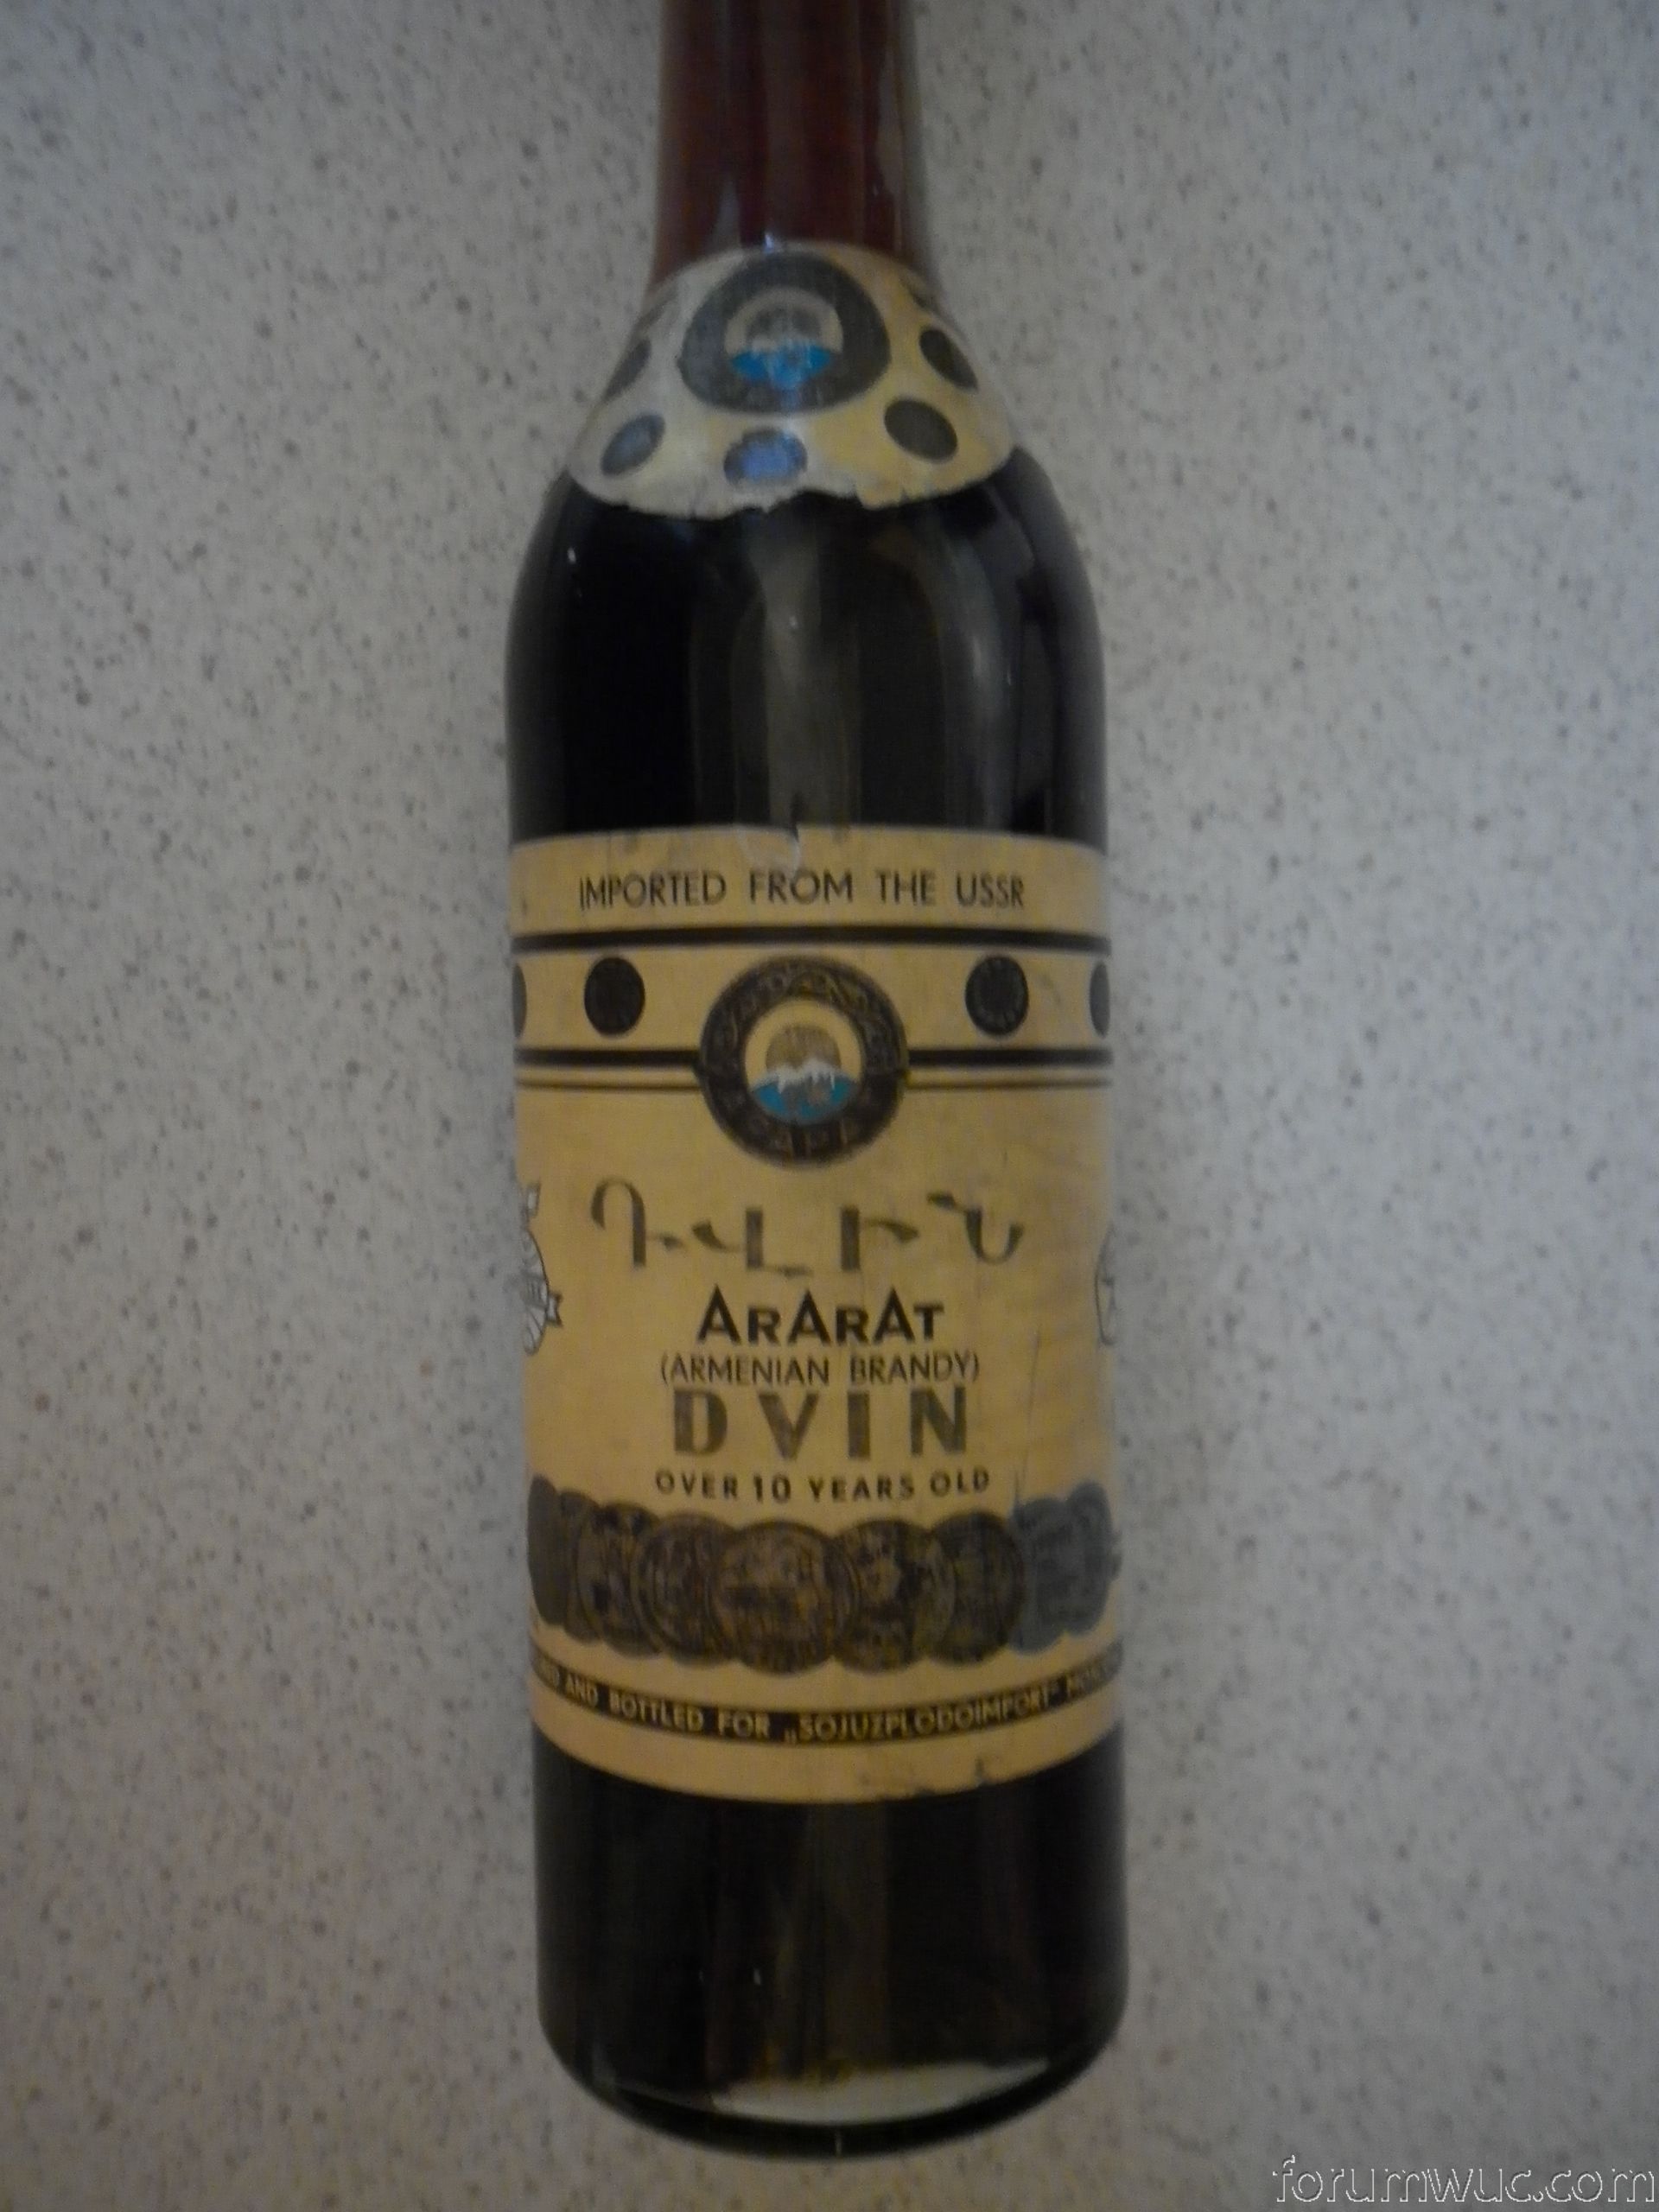 IMPORTED FROM THE USSR
ԴՎԻՆ
ARARAT
(ARMENIAN BRANDY)
DVIN
OVER 10 YEARS OLD
AND BOTTLED FOR „SOJUZPLODOIMPORT"
forumwuc.com